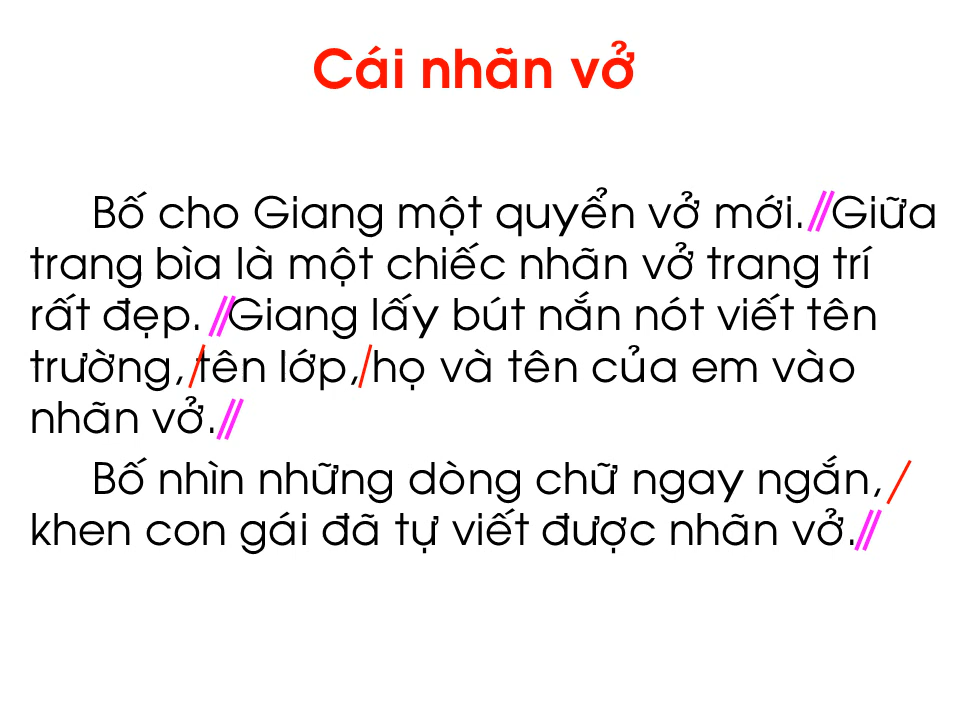 Cái nhãn vở
Bố cho Giang một quyển vở mới. // Giữa
trang bìa là một chiếc nhãn vở trang trí
rất đẹp. // Giang lấy bút nắn nót viết tên
trường, / tên lớp, / họ và tên của em vào
nhãn vở. //
Bố nhìn những dòng chữ ngay ngắn, /
khen con gái đã tự viết được nhãn vở. //